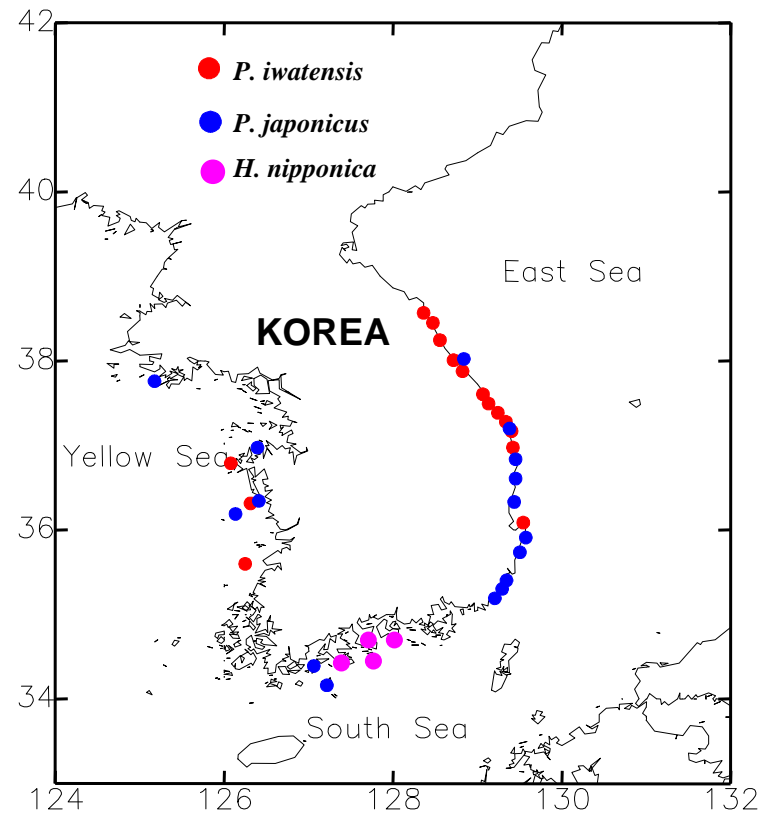 42
P. iwatensis
P. japonicus
H. nipponica
40
East Sea
KOREA
38
Yellow Sea
36
34
South Sea
124 126 128 130 132